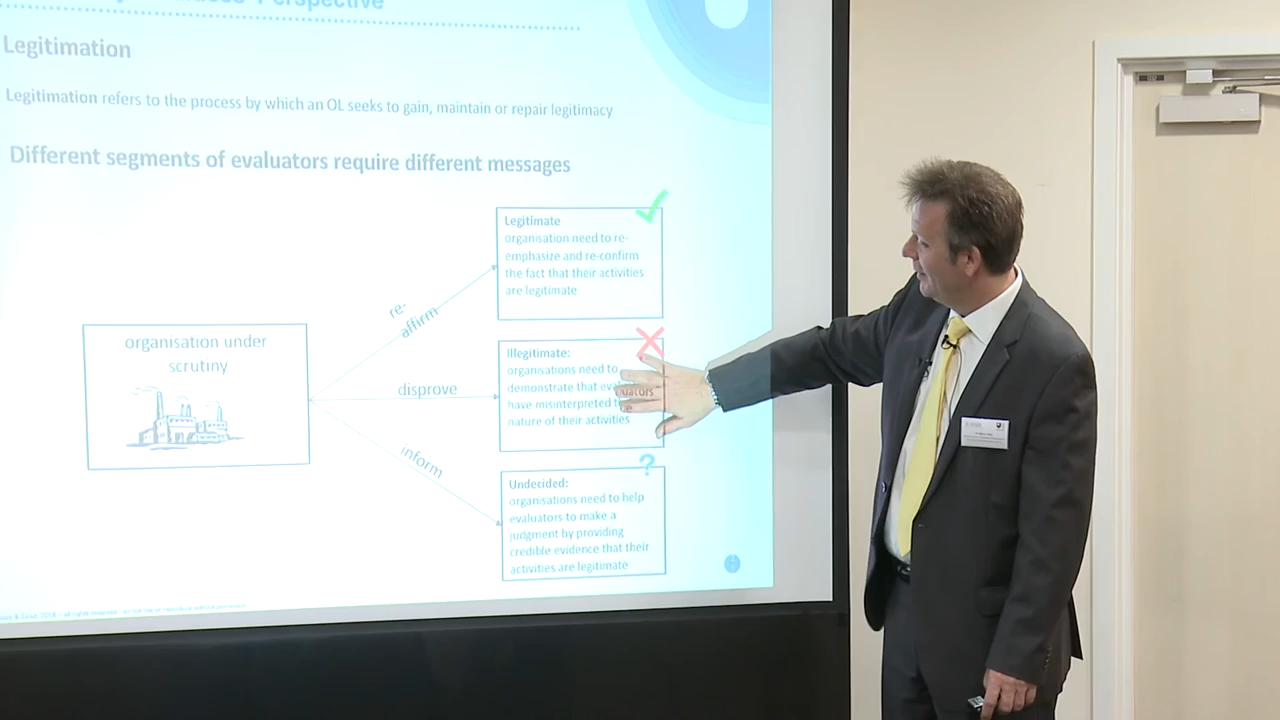 Perspective
Legitimation
Legitimation refers to the process by which an OL seeks to gain, maintain or repair legitimacy
Different segments of evaluators require different messages
organisation under
scrutiny
re-
affirm
disprove
inform
Legitimate
organisation need to re-
emphasize and re-confirm
the fact that their activities
are legitimate
Illegitimate:
organisations need to
demonstrate that evaluators
have misinterpreted
nature of their activities
?
Undecided:
organisations need to help
evaluators to make a
judgment by providing
credible evidence that their
activities are legitimate